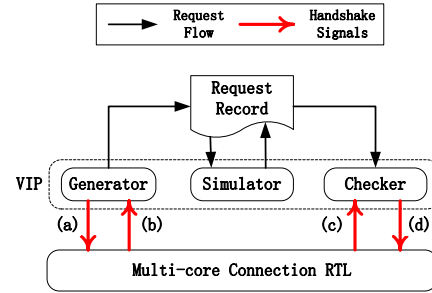 Request Flow
Handshake Signals
Request
Record
VIP
Generator
Simulator
Checker
(a)
(b)
(c)
(d)
Multi-core Connection RTL